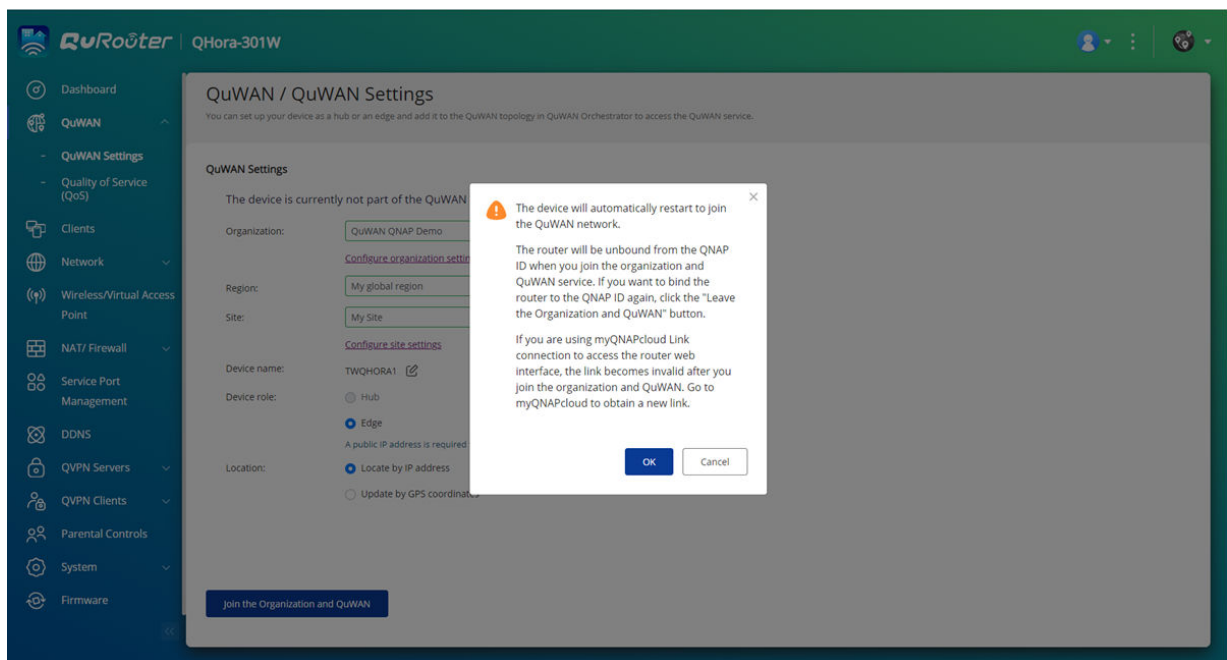 QuRouter | QHora-301W
Dashboard
QuWAN
- QuWAN Settings
- Quality of Service
(QoS)
Clients
Network
Wireless/Virtual Access
Point
NAT/ Firewall
Service Port
Management
DDNS
QVPN Servers
QVPN Clients
Parental Controls
System
Firmware
QuWAN / QuWAN Settings
You can set up your device as a hub or an edge and add it to the QuWAN topology in QuWAN Orchestrator to access the QuWAN service.
QuWAN Settings
The device is currently not part of the QuWAN
Organization: QuWAN QNAP Demo
Configure organization settin
Region: My global region
Site: My Site
Configure site settings
Device name: TWQHORA1
Device role: Hub
Edge
A public IP address is required
Location: Locate by IP address
Update by GPS coordinates
Join the Organization and QuWAN
The device will automatically restart to join
the QuWAN network.
The router will be unbound from the QNAP
ID when you join the organization and
QuWAN service. If you want to bind the
router to the QNAP ID again, click the "Leave
the Organization and QuWAN" button.
If you are using myQNAPcloud Link
connection to access the router web
interface, the link becomes invalid after you
join the organization and QuWAN. Go to
myQNAPcloud to obtain a new link.
OK Cancel